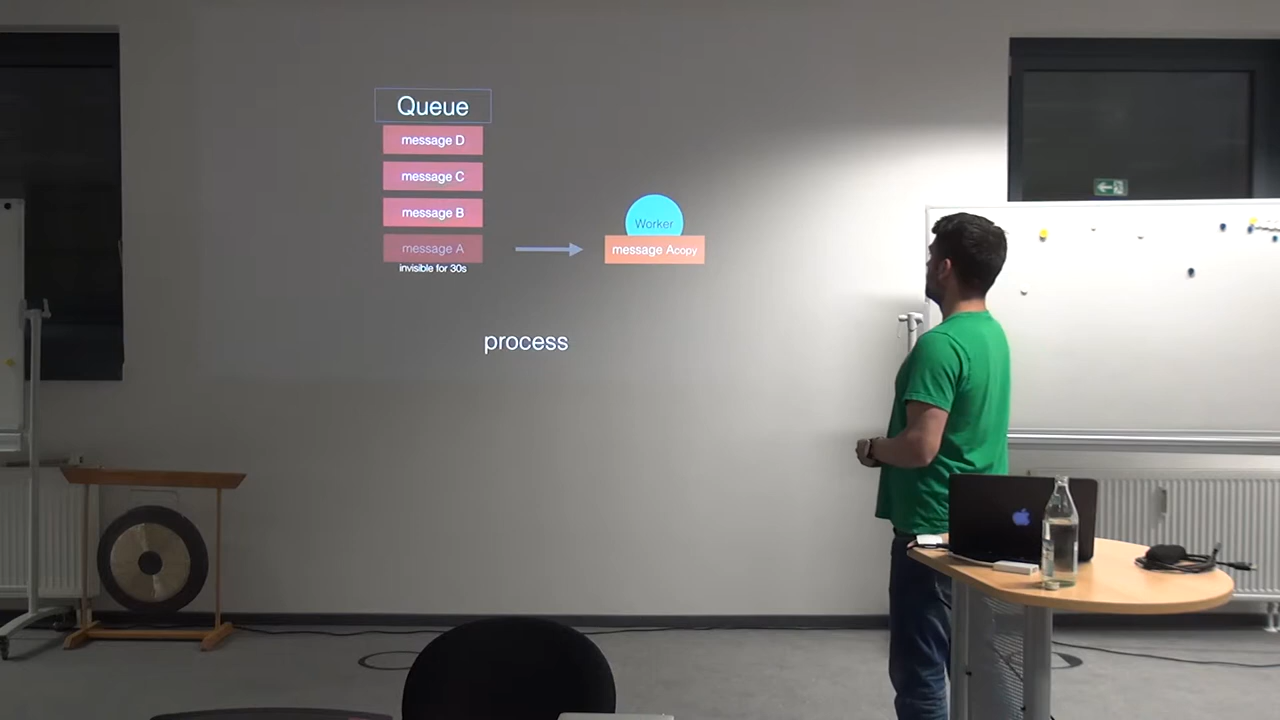 Queue
message D
message C
message B
message A
invisible for 30s
Worker
message Acopy
process